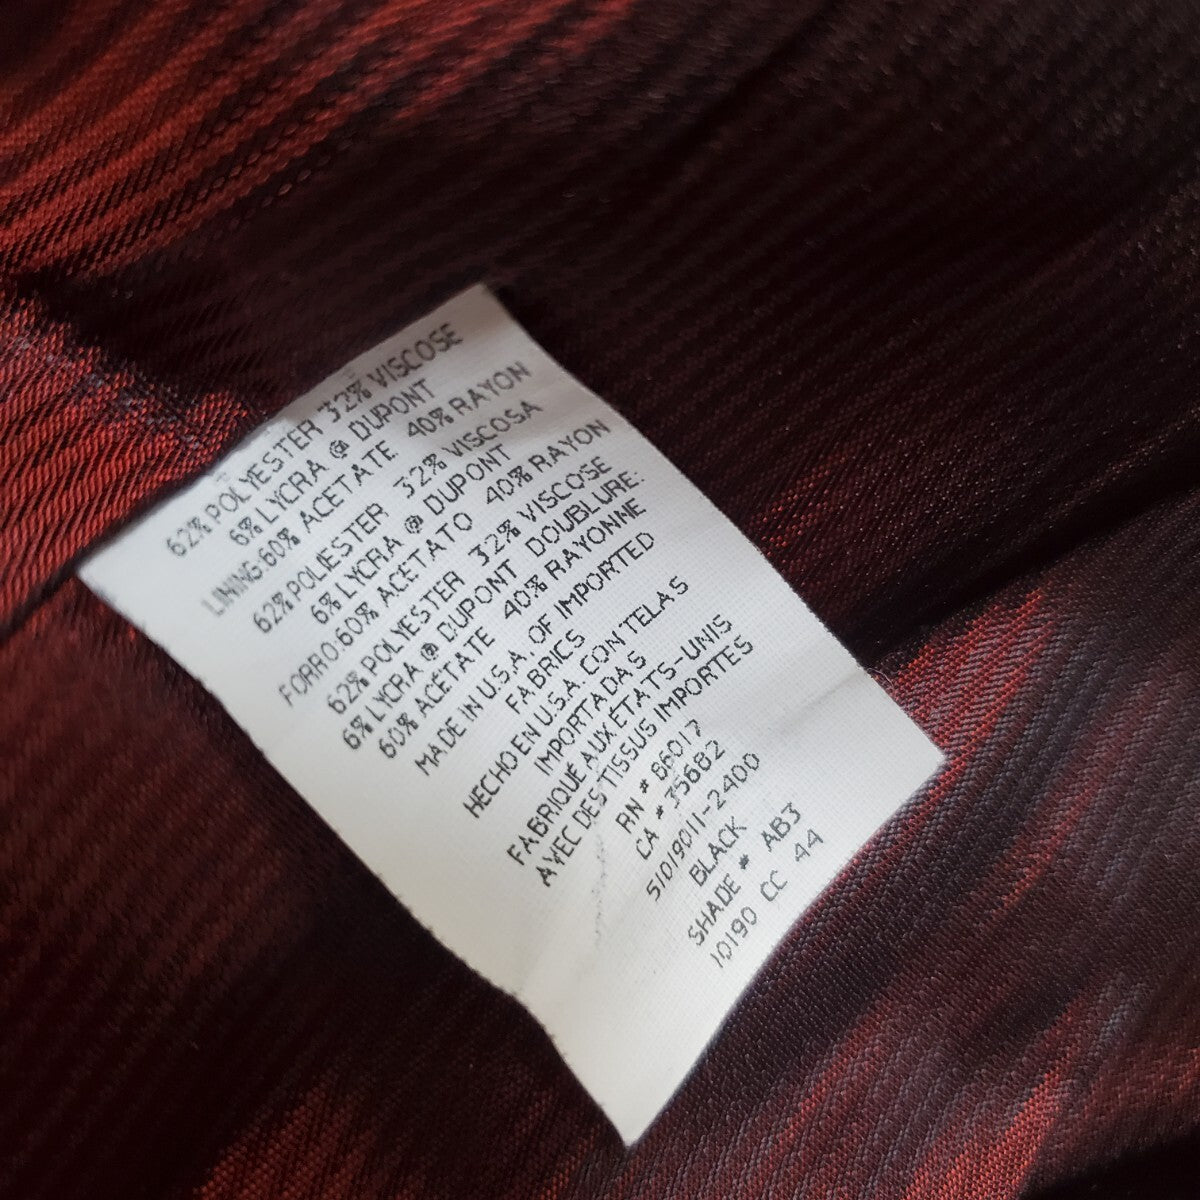 62% POLYESTER 32% VISCOSE
6% LYCRA @ DUPONT
LINING:60% ACETATE 40% RAYON
62% POLIESTER 32% VISCOSA
6% LYCRA @ DUPONT
FORRO:60% ACETATO 40% RAYON
62% POLYESTER 32% VISCOSE
6% LYCRA @ DUPONT DOUBLURE:
60% ACÉTATE 40% RAYONNE
MADE IN U.S.A. OF IMPORTED
FABRICS
HECHO EN U.S.A. CON TELAS
IMPORTADAS
FABRIQUÉ AUX ÉTATS-UNIS
AVEC DES TISSUS IMPORTES
RN # 86017
CA # 35682
51019011-2400
BLACK
SHADE # AB3
10190 CC 44